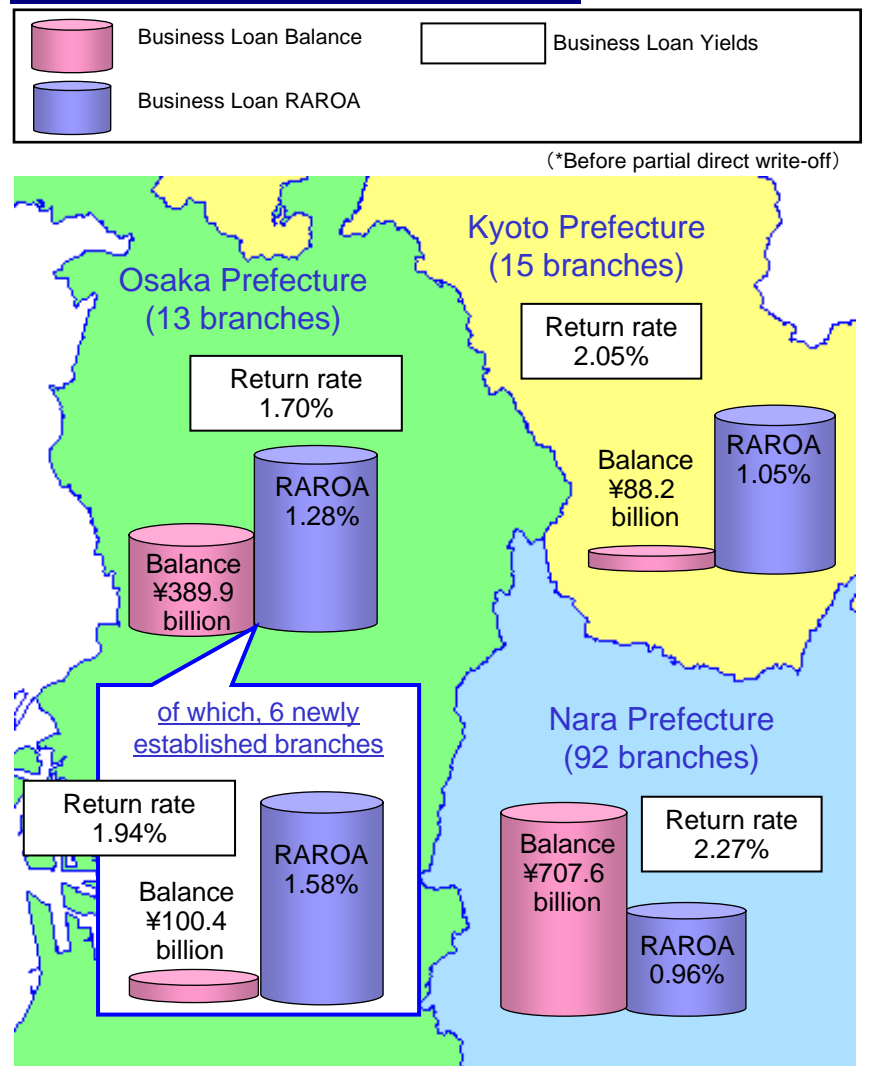 Business Loan Balance
Business Loan Yields
Business Loan RAROA
(*Before partial direct write-off)
Kyoto Prefecture
(15 branches)
Return rate
2.05%
Balance
¥88.2
billion
RAROA
1.05%
Osaka Prefecture
(13 branches)
Return rate
1.70%
RAROA
1.28%
Balance
¥389.9
billion
of which, 6 newly
established branches
Return rate
1.94%
RAROA
1.58%
Balance
¥100.4
billion
Nara Prefecture
(92 branches)
Return rate
2.27%
Balance
¥707.6
billion
RAROA
0.96%